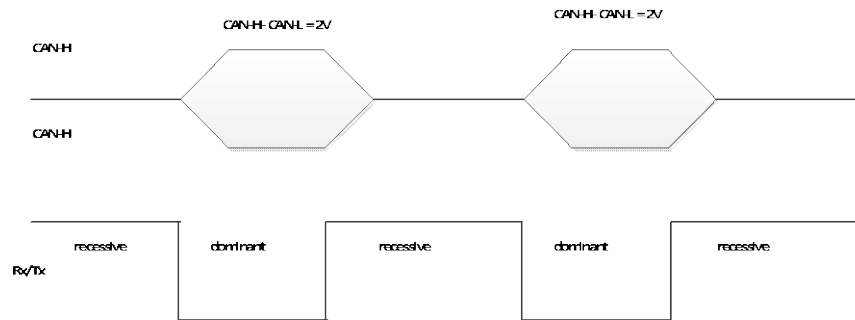 CAN-H - CAN-L = 2V
CAN-H - CAN-L = 2V
CAN-H
CAN-H
recessive
dominant
recessive
dominant
recessive
Rx/Tx